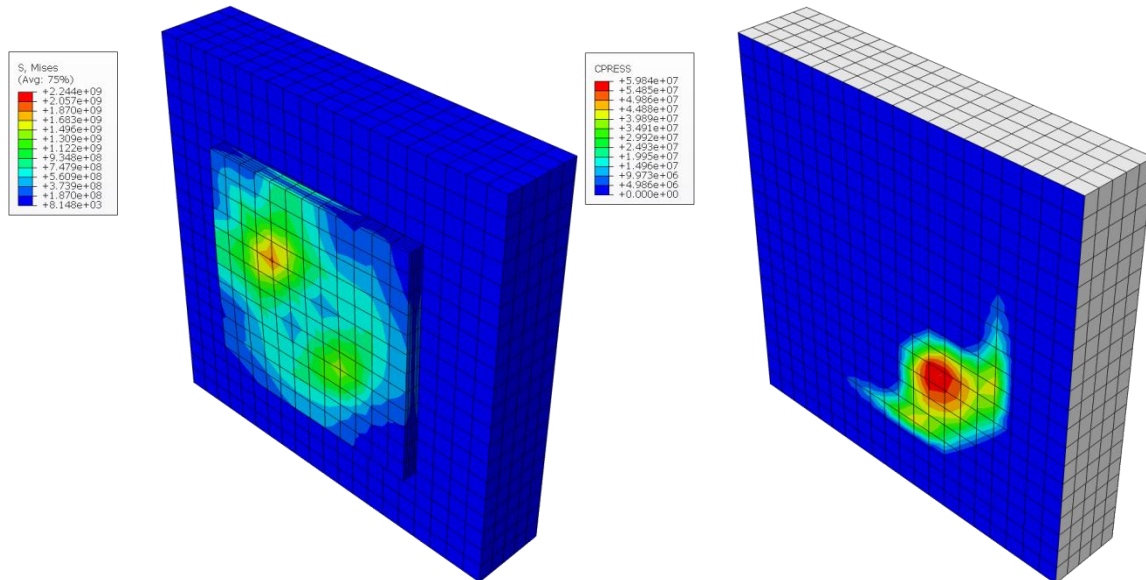 S, Mises
(Avg: 75%)
+2.244e+09
+2.057e+09
+1.870e+09
+1.683e+09
+1.496e+09
+1.309e+09
+1.122e+09
+9.348e+08
+7.479e+08
+5.609e+08
+3.739e+08
+1.870e+08
+8.148e+03
CPRESS
+5.984e+07
+5.485e+07
+4.986e+07
+4.488e+07
+3.989e+07
+3.491e+07
+2.992e+07
+2.493e+07
+1.995e+07
+1.496e+07
+9.973e+06
+4.986e+06
+0.000e+00